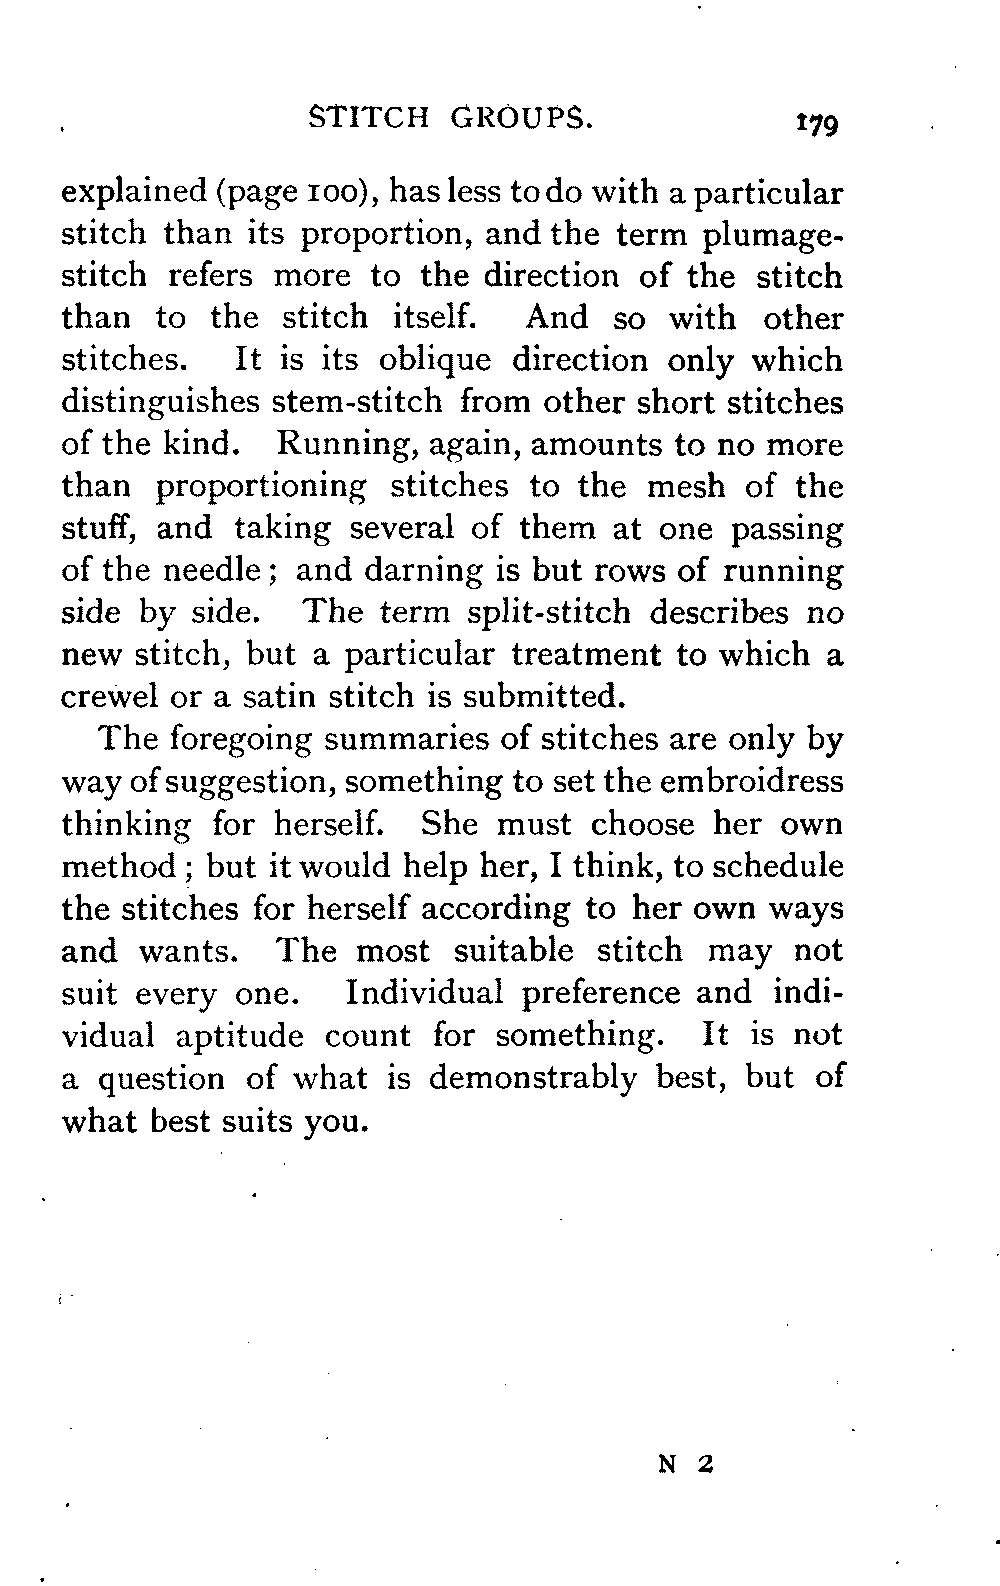 STITCH GROUPS. 179
explained (page 100), has less to do with a particular
stitch than its proportion, and the term plumage-
stitch refers more to the direction of the stitch
than to the stitch itself. And so with other
stitches. It is its oblique direction only which
distinguishes stem-stitch from other short stitches
of the kind. Running, again, amounts to no more
than proportioning stitches to the mesh of the
stuff, and taking several of them at one passing
of the needle; and darning is but rows of running
side by side. The term split-stitch describes no
new stitch, but a particular treatment to which a
crewel or a satin stitch is submitted.
The foregoing summaries of stitches are only by
way of suggestion, something to set the embroidress
thinking for herself. She must choose her own
method; but it would help her, I think, to schedule
the stitches for herself according to her own ways
and wants. The most suitable stitch may not
suit every one. Individual preference and indi-
vidual aptitude count for something. It is not
a question of what is demonstrably best, but of
what best suits you.
N 2